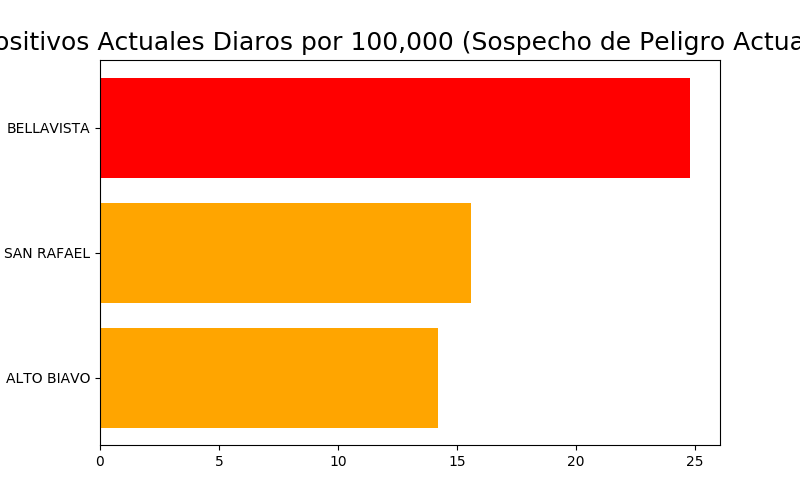 ositivos Actuales Diaros por 100,000 (Sospecho de Peligro Actua
BELLAVISTA
SAN RAFAEL
ALTO BIAVO
0 5 10 15 20 25